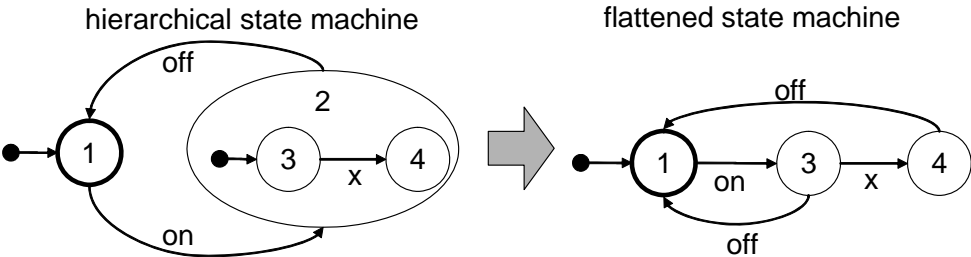 hierarchical state machine
flattened state machine
off
2
1
3
4
x
on
off
1
3
4
on
x
off